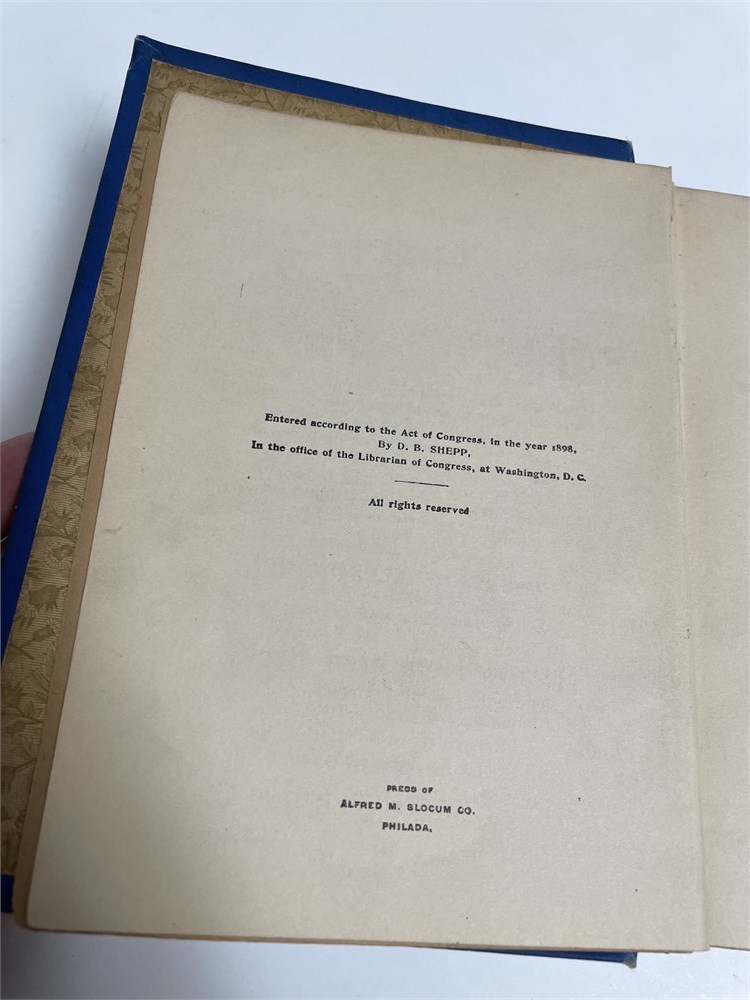 Entered according to the Act of Congress, in the year 1898,
By D. B. SHEPP,
In the office of the Librarian of Congress, at Washington, D. C.
All rights reserved
PRESS OF
ALFRED M. SLOCUM CO.
PHILADA.